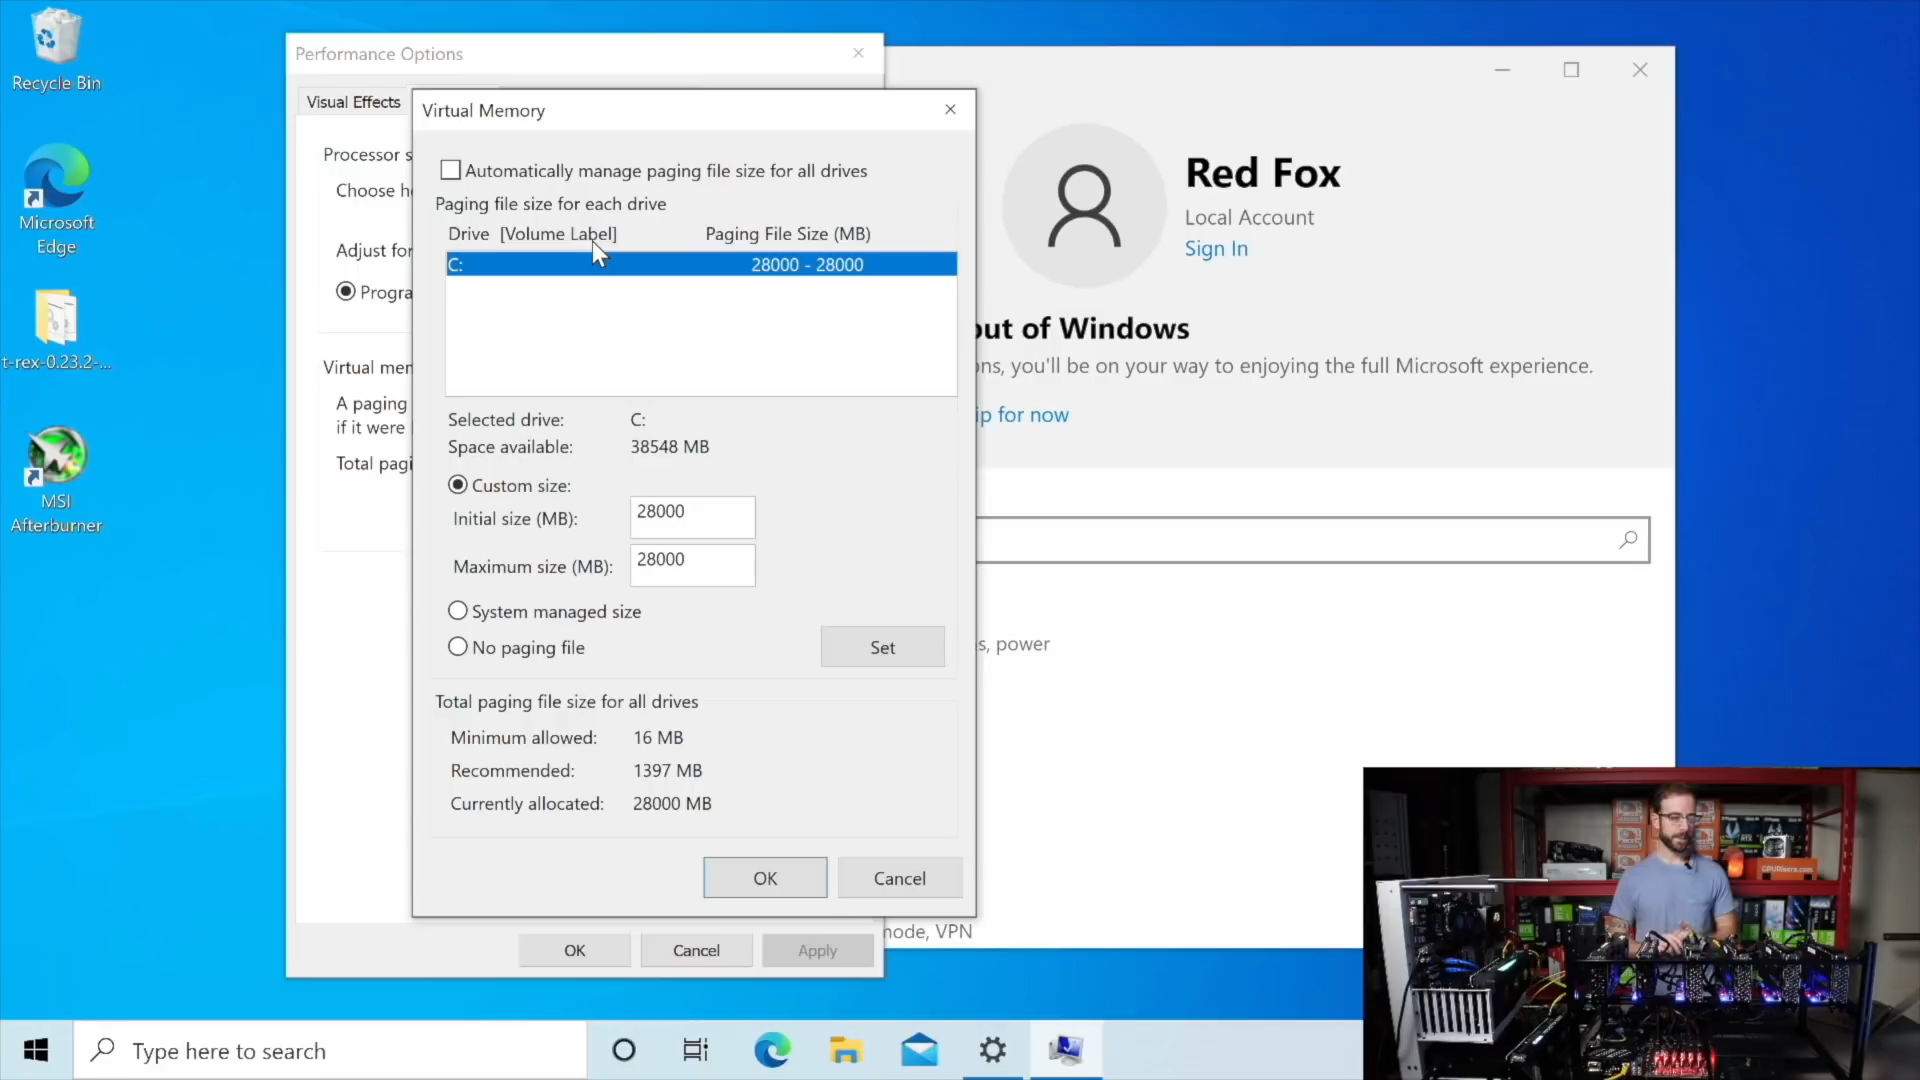 Recycle Bin
Microsoft
Edge
t-rex-0.23.2-...
MSI
Afterburner
Performance Options
Visual Effects
Processor s
Choose h
Adjust for
Progra
Virtual mem
A paging
if it were
Total pagi
OK
Cancel
Apply
Virtual Memory
Automatically manage paging file size for all drives
Paging file size for each drive
Drive [Volume Label]
Paging File Size (MB)
C:
28000 - 28000
Selected drive:
C:
Space available:
38548 MB
Custom size:
Initial size (MB):
28000
Maximum size (MB):
28000
System managed size
No paging file
Set
Total paging file size for all drives
Minimum allowed:
16 MB
Recommended:
1397 MB
Currently allocated:
28000 MB
OK
Cancel
Red Fox
Local Account
Sign In
out of Windows
ons, you'll be on your way to enjoying the full Microsoft experience.
ip for now
s, power
node, VPN
GPURisers.com
Type here to search